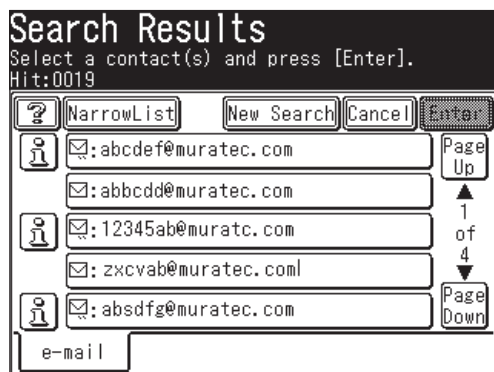 Search Results
Select a contact(s) and press [Enter].
Hit:0019
? NarrowList New Search Cancel Enter
i :abcdef@muratec.com Page Up
:abbcdd@muratec.com
1
i :12345ab@muratc.com of
4
: zxcvab@muratec.coml
i :absdfg@muratec.com Page Down
e-mail